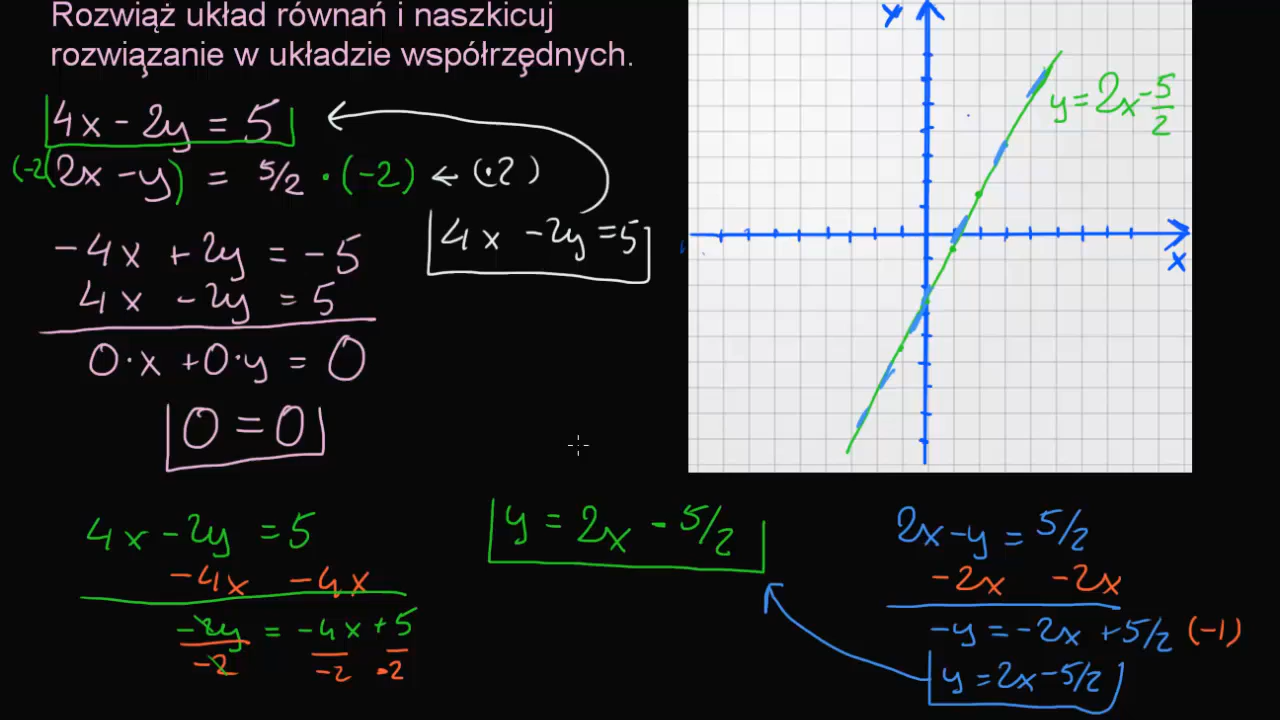 Rozwiąż układ równań i naszkicuj
rozwiązanie w układzie współrzędnych.
4x - 2y = 5
(-2(2x - y) = 5/2 · (-2) ← (·2)
4x - 2y = 5
-4x + 2y = -5
4x - 2y = 5
0·x + 0·y = 0
0 = 0
y
x
y = 2x - 5/2
4x - 2y = 5
-4x -4x
-2y = -4x + 5
-2 -2 -2
y = 2x - 5/2
2x - y = 5/2
-2x -2x
-y = -2x + 5/2 (-1)
y = 2x - 5/2